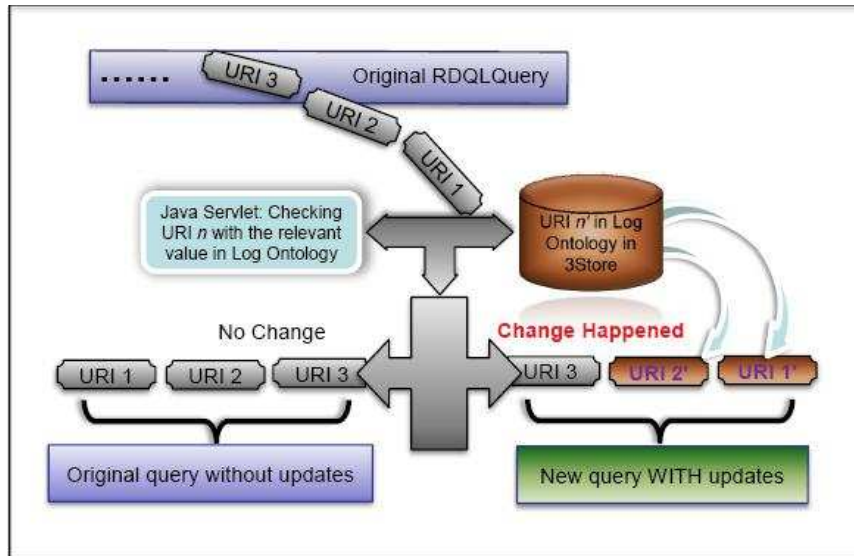 ......
URI 3
Original RDQLQuery
URI 2
URI 1
Java Servlet: Checking
URI n with the relevant
value in Log Ontology
URI n' in Log
Ontology in
3Store
No Change
Change Happened
URI 1
URI 2
URI 3
URI 3
URI 2'
URI 1'
Original query without updates
New query WITH updates